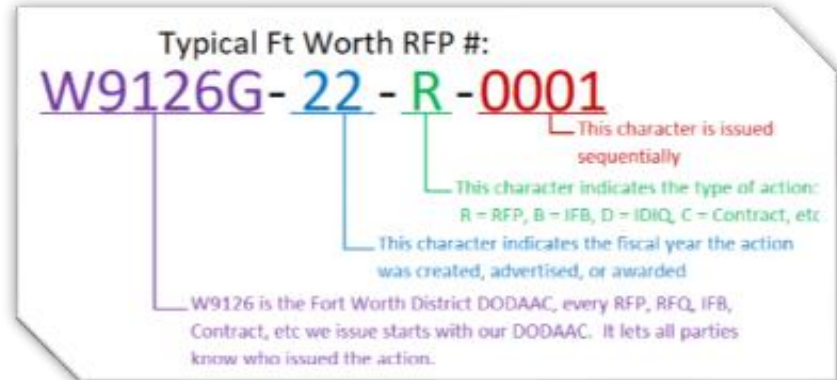 Typical Ft Worth RFP #:
W9126G - 22 - R - 0001
This character is issued
sequentially
This character indicates the type of action:
R = RFP, B = IFB, D = IDIQ, C = Contract, etc
This character indicates the fiscal year the action
was created, advertised, or awarded
W9126 is the Fort Worth District DODAAC, every RFP, RFQ, IFB,
Contract, etc we issue starts with our DODAAC. It lets all parties
know who issued the action.